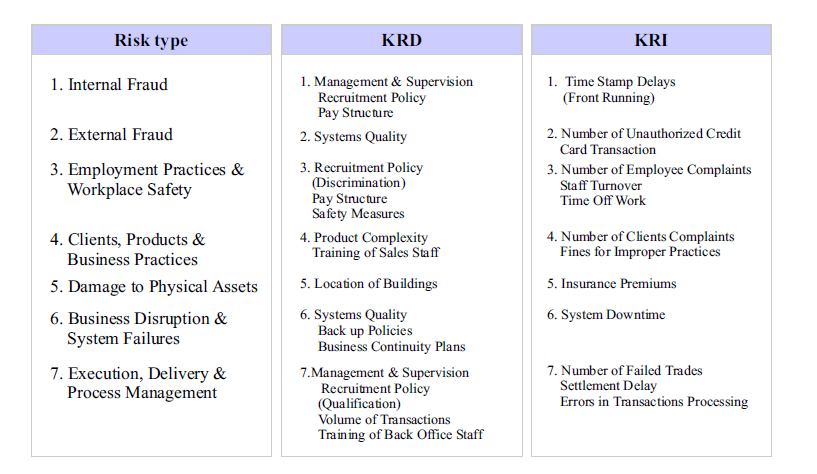 Risk type
1. Internal Fraud
2. External Fraud
3. Employment Practices &
Workplace Safety
4. Clients, Products &
Business Practices
5. Damage to Physical Assets
6. Business Disruption &
System Failures
7. Execution, Delivery &
Process Management
KRD
1. Management & Supervision
Recruitment Policy
Pay Structure
2. Systems Quality
3. Recruitment Policy
(Discrimination)
Pay Structure
Safety Measures
4. Product Complexity
Training of Sales Staff
5. Location of Buildings
6. Systems Quality
Back up Policies
Business Continuity Plans
7.Management & Supervision
Recruitment Policy
(Qualification)
Volume of Transactions
Training of Back Office Staff
KRI
1. Time Stamp Delays
(Front Running)
2. Number of Unauthorized Credit
Card Transaction
3. Number of Employee Complaints
Staff Turnover
Time Off Work
4. Number of Clients Complaints
Fines for Improper Practices
5. Insurance Premiums
6. System Downtime
7. Number of Failed Trades
Settlement Delay
Errors in Transactions Processing